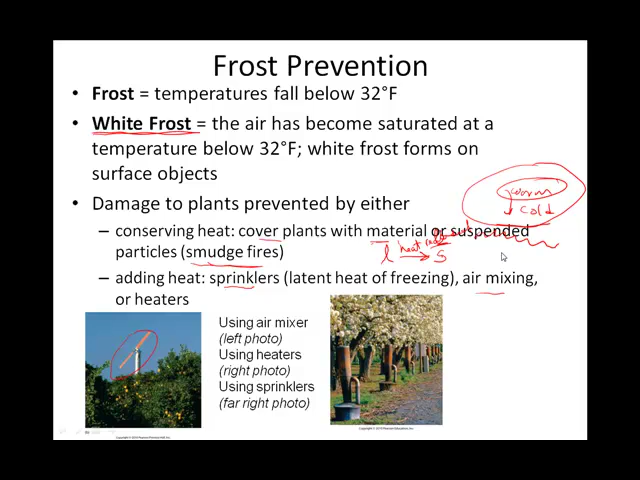 Frost Prevention
• Frost = temperatures fall below 32°F
• White Frost = the air has become saturated at a
temperature below 32°F; white frost forms on
surface objects
warm
cold
• Damage to plants prevented by either
– conserving heat: cover plants with material or suspended
particles (smudge fires)
l heat S
– adding heat: sprinklers (latent heat of freezing), air mixing,
or heaters
Using air mixer
(left photo)
Using heaters
(right photo)
Using sprinklers
(far right photo)